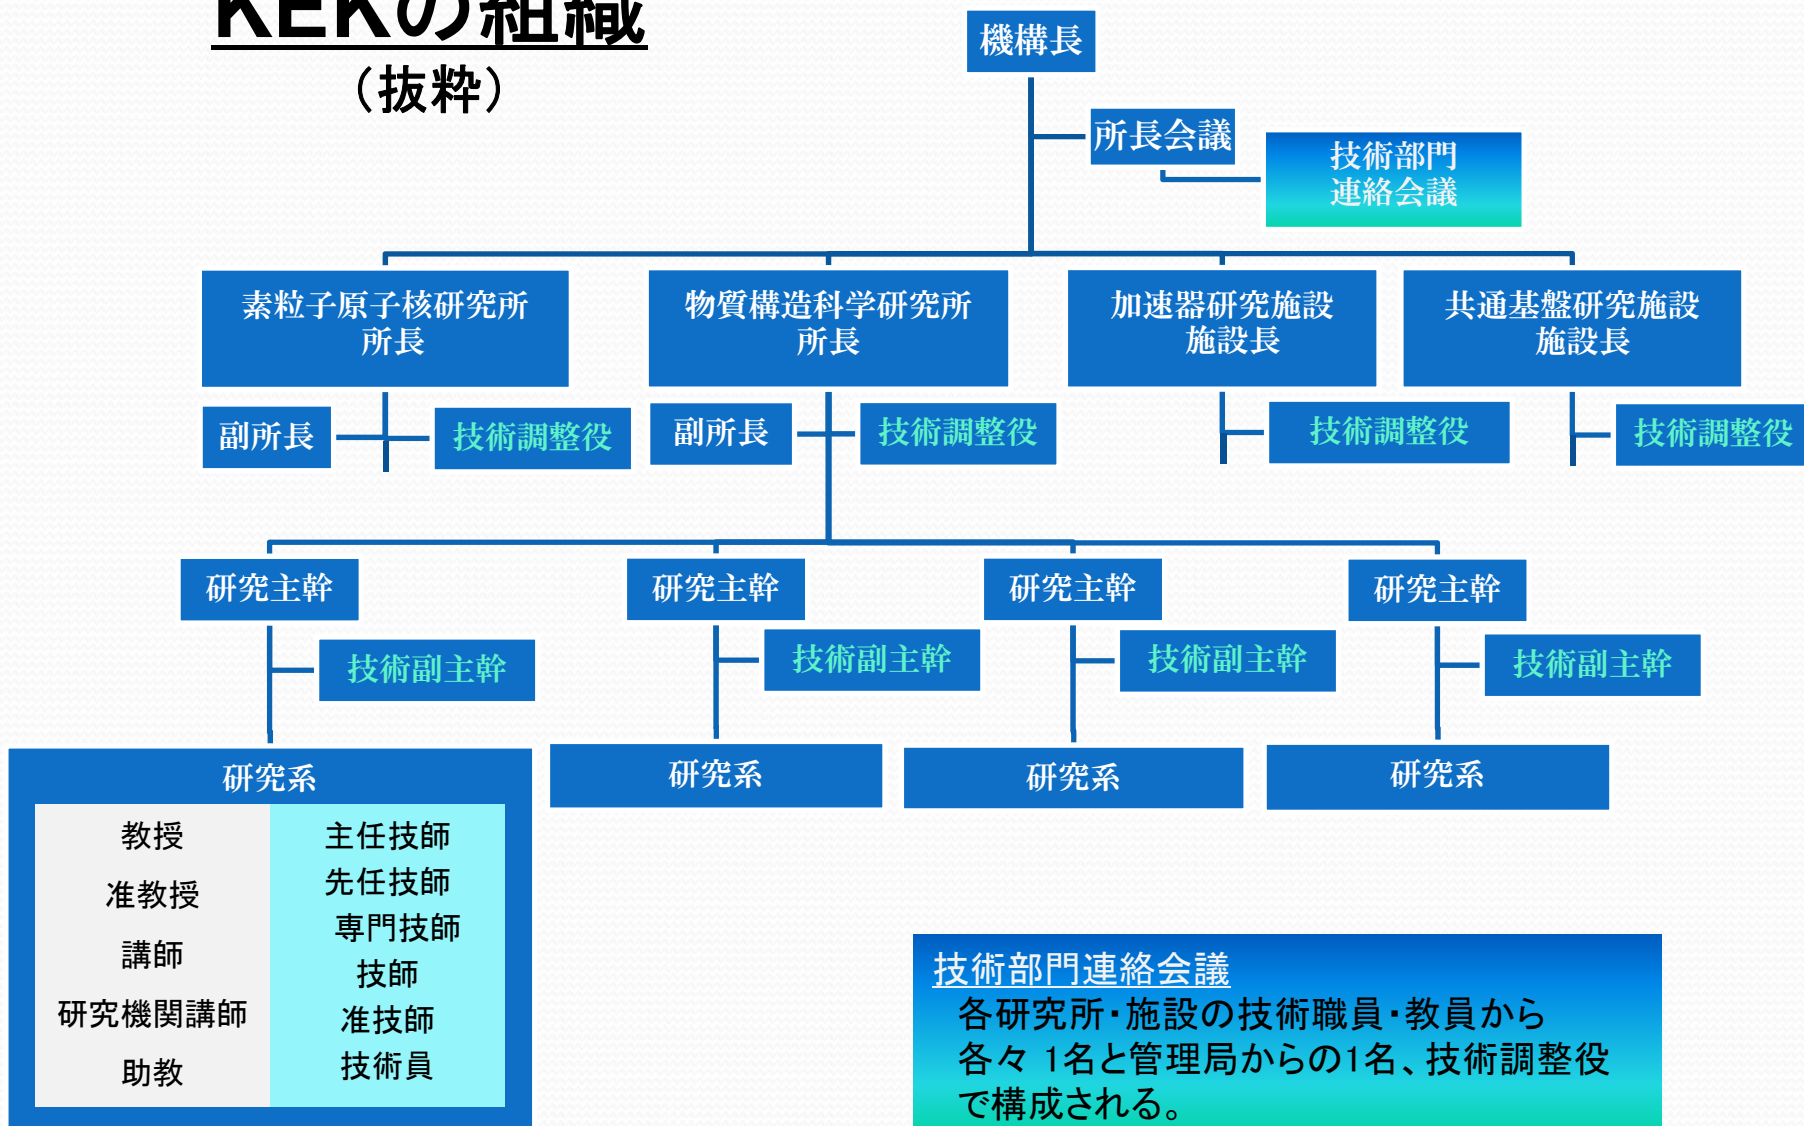 KEKの組織
（抜粋）
機構長
所長会議
技術部門
連絡会議
素粒子原子核研究所
所長
物質構造科学研究所
所長
加速器研究施設
施設長
共通基盤研究施設
施設長
副所長
技術調整役
副所長
技術調整役
技術調整役
技術調整役
研究主幹
研究主幹
研究主幹
研究主幹
技術副主幹
技術副主幹
技術副主幹
技術副主幹
研究系
研究系
研究系
研究系
教授
准教授
講師
研究機関講師
助教
主任技師
先任技師
専門技師
技師
准技師
技術員
技術部門連絡会議
各研究所・施設の技術職員・教員から
各々 1名と管理局からの1名、技術調整役
で構成される。